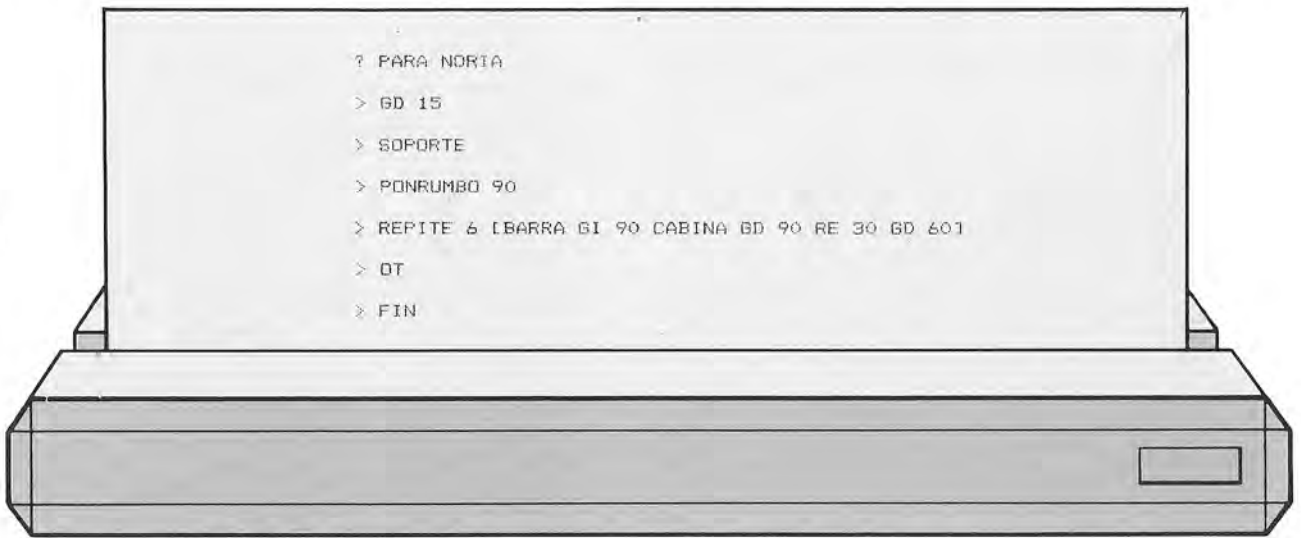 ? PARA NORIA
> GD 15
> SOPORTE
> PONRUMBO 90
> REPITE 6 [BARRA GI 90 CABINA GD 90 RE 30 GD 60]
> OT
> FIN